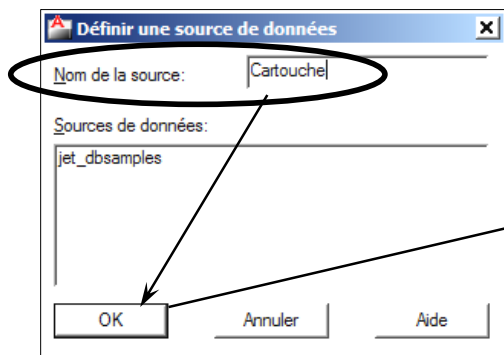 Définir une source de données
Nom de la source: Cartouche
Sources de données:
jet_dbsamples
OK Annuler Aide